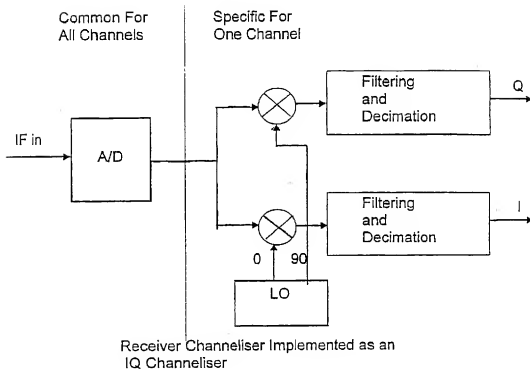 Common For
All Channels
Specific For
One Channel
Filtering
and
Decimation
Q
IF in
A/D
Filtering
and
Decimation
I
0
90
LO
Receiver Channeliser Implemented as an
IQ Channeliser